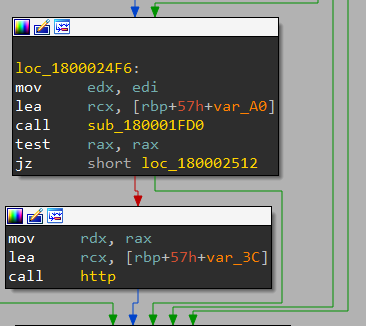 loc_1800024F6:
mov     edx, edi
lea     rcx, [rbp+57h+var_A0]
call    sub_180001FD0
test    rax, rax
jz      short loc_180002512
mov     rdx, rax
lea     rcx, [rbp+57h+var_3C]
call    http